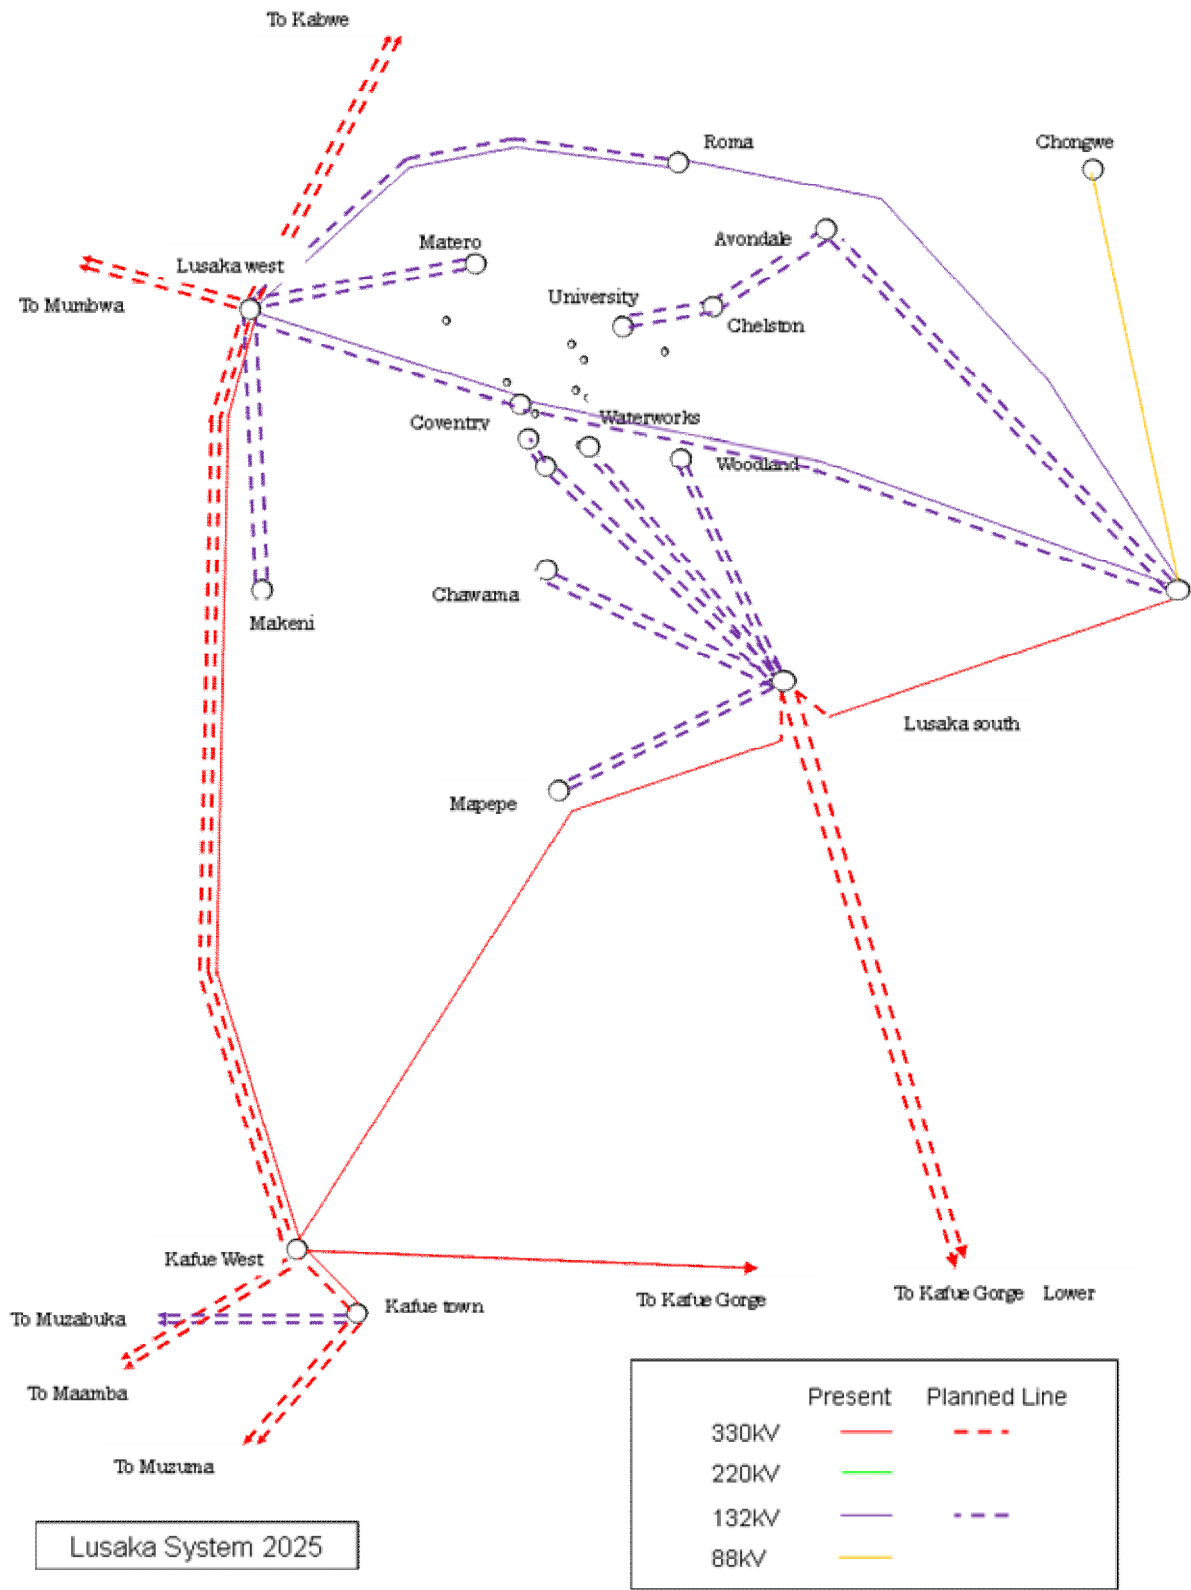 To Kabwe
Roma
Chongwe
Avondale
Matero
Lusaka west
University
To Mumbwa
Chelston
Waterworks
Coventry
Woodland
Chawama
Makeni
Lusaka south
Mapepe
Kafue West
To Kafue Gorge
To Kafue Gorge Lower
Kafue town
To Muzabuka
To Maamba
To Muzuma
Present Planned Line
330kV
220kV
132kV
88kV
Lusaka System 2025